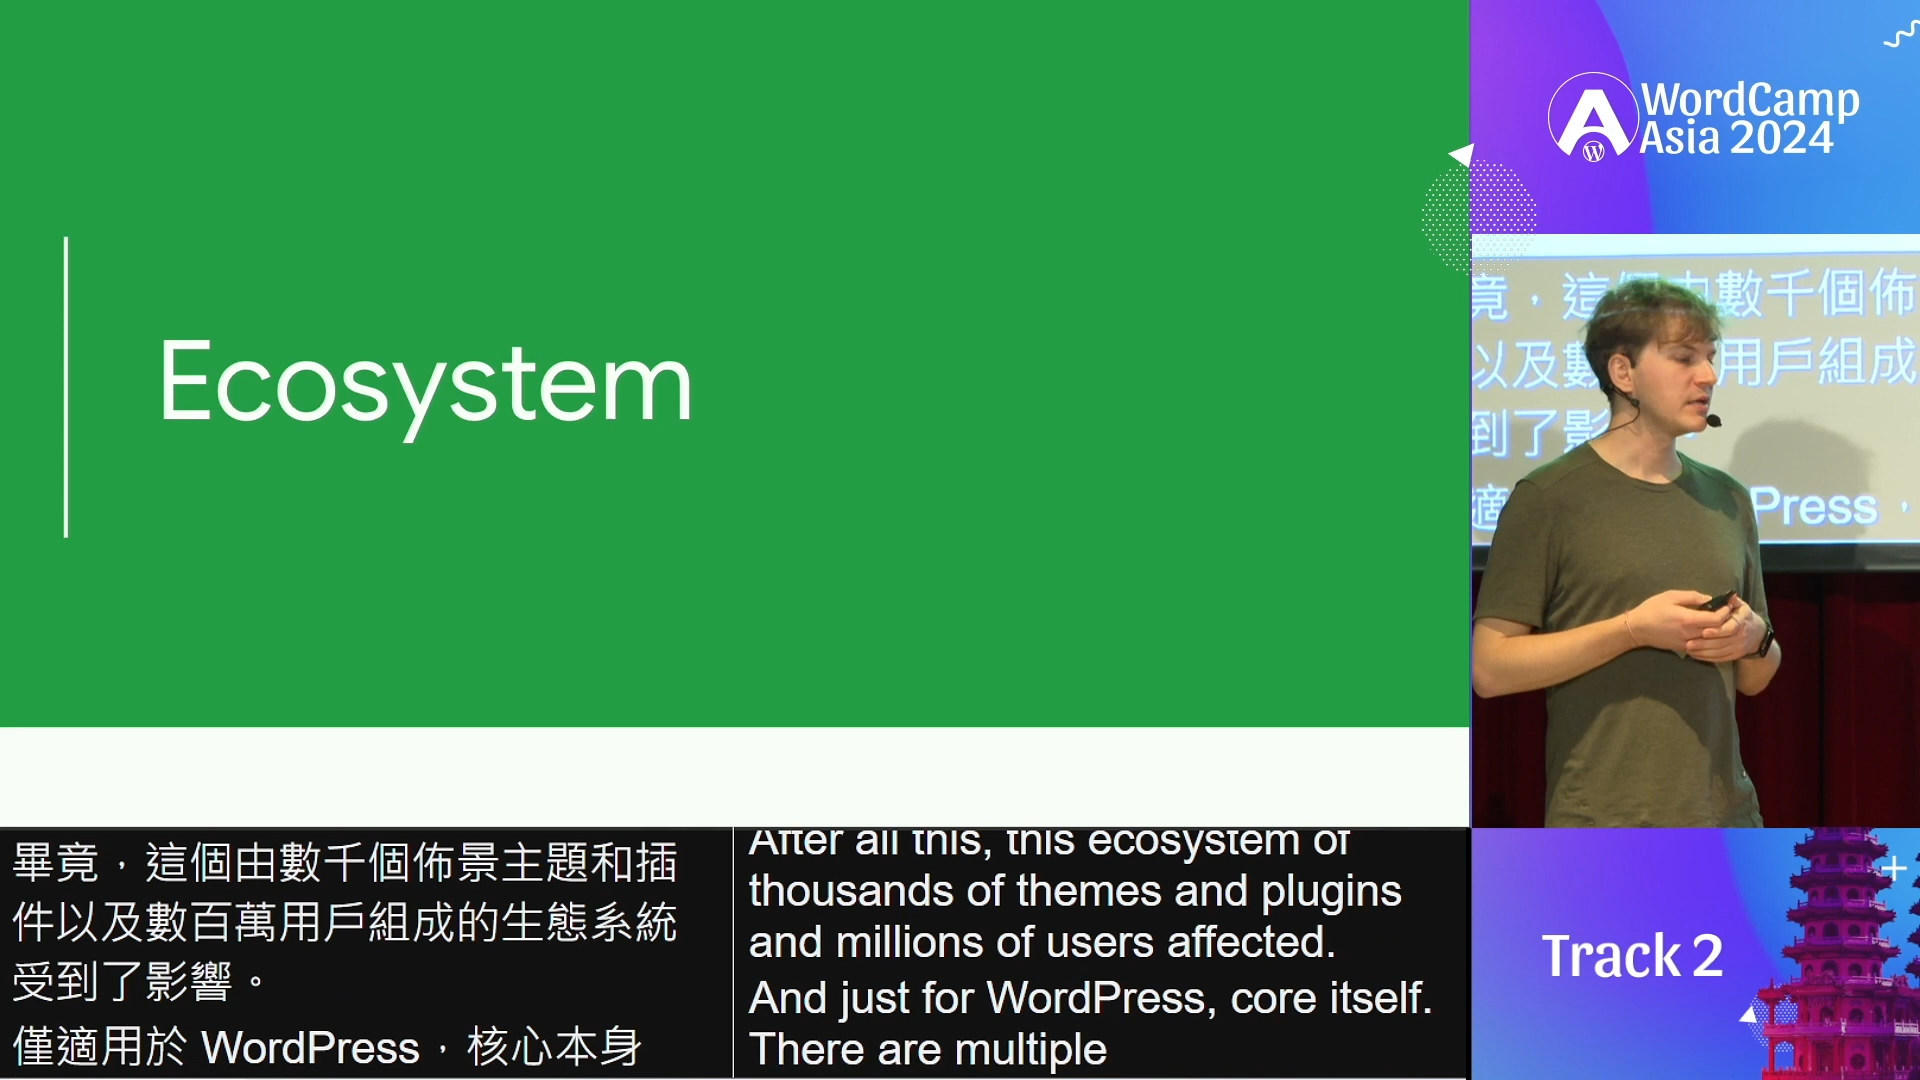 Ecosystem
WordCamp
Asia 2024
竟，這個由數千個佈
以及數 用戶組成
到了影
適 Press，
畢竟，這個由數千個佈景主題和插
件以及數百萬用戶組成的生態系統
受到了影響。
僅適用於 WordPress，核心本身
After all this, this ecosystem of
thousands of themes and plugins
and millions of users affected.
And just for WordPress, core itself.
There are multiple
Track 2